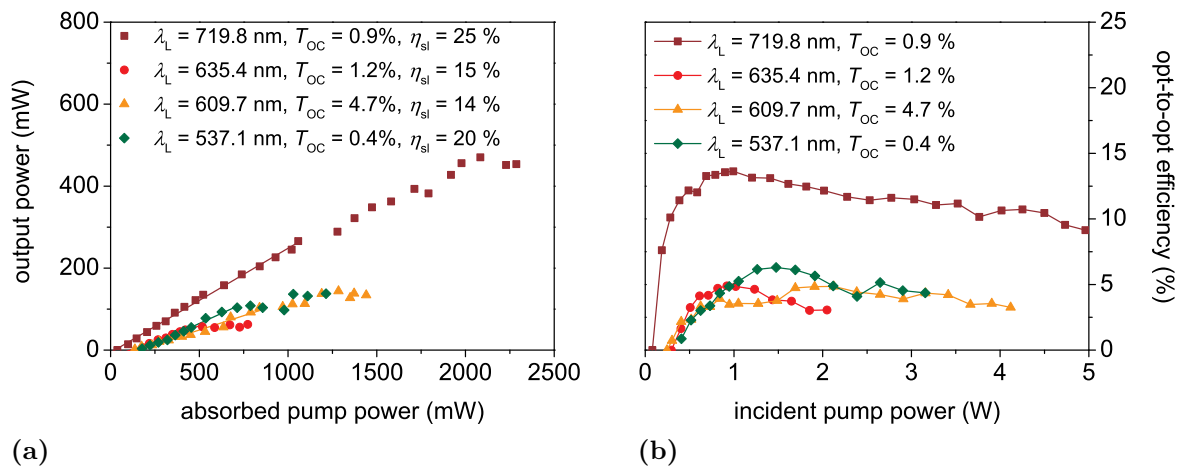 800
600
400
200
0
output power (mW)
λL = 719.8 nm, TOC = 0.9%, ηsl = 25 %
λL = 635.4 nm, TOC = 1.2%, ηsl = 15 %
λL = 609.7 nm, TOC = 4.7%, ηsl = 14 %
λL = 537.1 nm, TOC = 0.4%, ηsl = 20 %
0 500 1000 1500 2000 2500
absorbed pump power (mW)
(a)
λL = 719.8 nm, TOC = 0.9 %
λL = 635.4 nm, TOC = 1.2 %
λL = 609.7 nm, TOC = 4.7 %
λL = 537.1 nm, TOC = 0.4 %
25
20
15
10
5
0
opt-to-opt efficiency (%)
0 1 2 3 4 5
incident pump power (W)
(b)